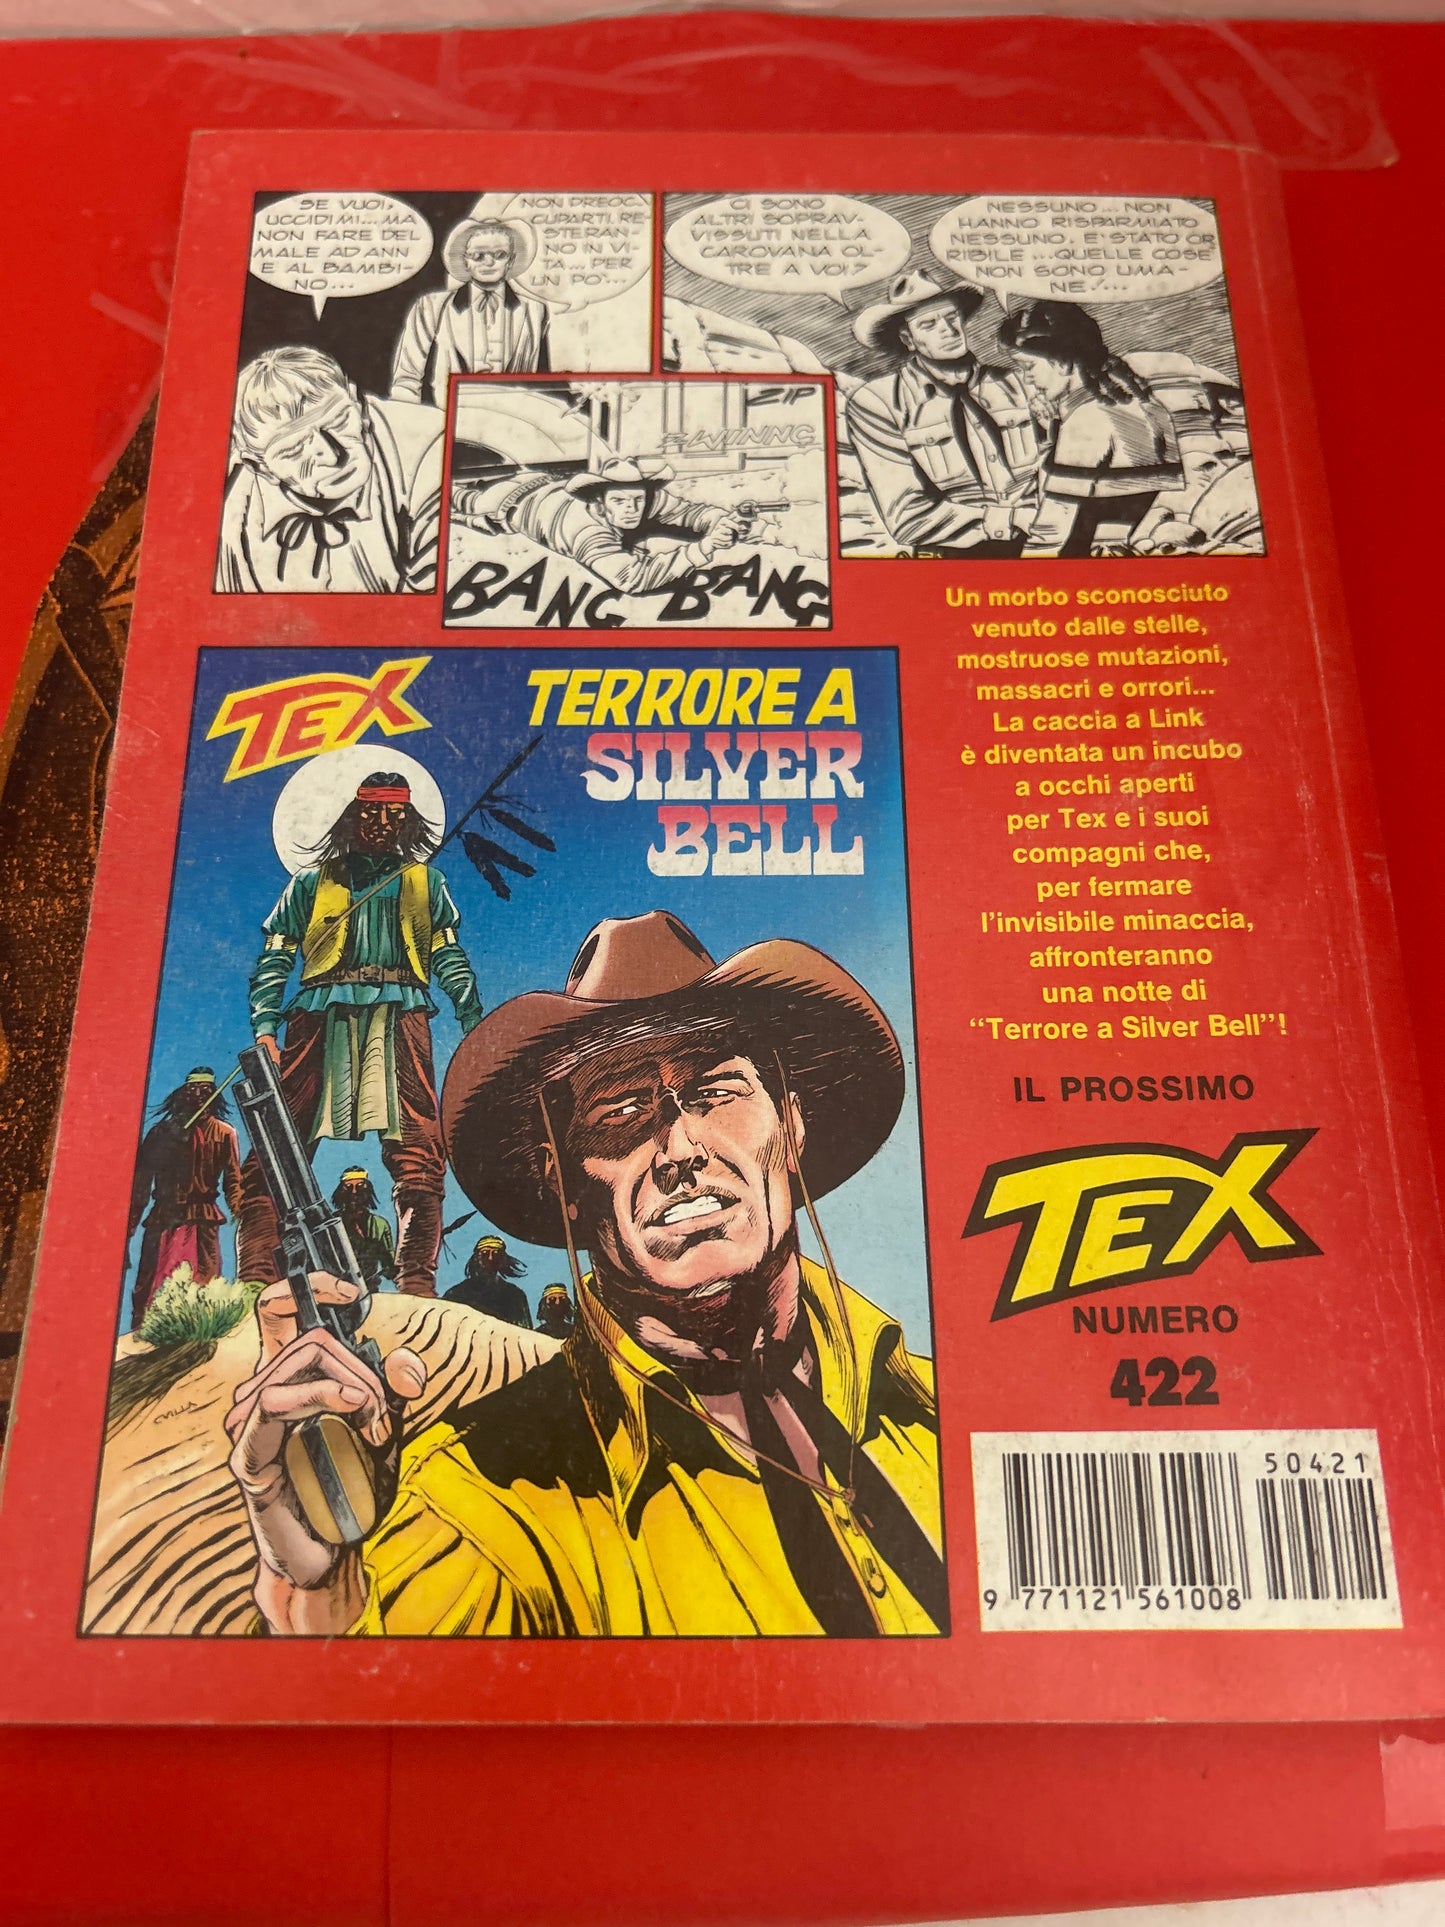 SE VUOI,
UCCIDIMI...MA
NON FARE DEL
MALE AD ANN
E AL BAMBI-
NO...
NON PREOC-
CUPARTI. RE-
STERAN-
NO IN VI-
TA... PER
UN PO'...
CI SONO
ALTRI SOPRAV-
VISSUTI NELLA
CAROVANA OL-
TRE A VOI?
NESSUNO... NON
HANNO RISPARMIATO
NESSUNO. E' STATO OR
RIBILE...QUELLE COSE
NON SONO UMA-
NE!...
ZIP
ZWIINNG
BANG BANG
TEX
TERRORE A
SILVER
BELL
CVILLA
Un morbo sconosciuto
venuto dalle stelle,
mostruose mutazioni,
massacri e orrori...
La caccia a Link
è diventata un incubo
a occhi aperti
per Tex e i suoi
compagni che,
per fermare
l'invisibile minaccia,
affronteranno
una notte di
“Terrore a Silver Bell”!
IL PROSSIMO
TEX
NUMERO
422
50421
9 771121 561008